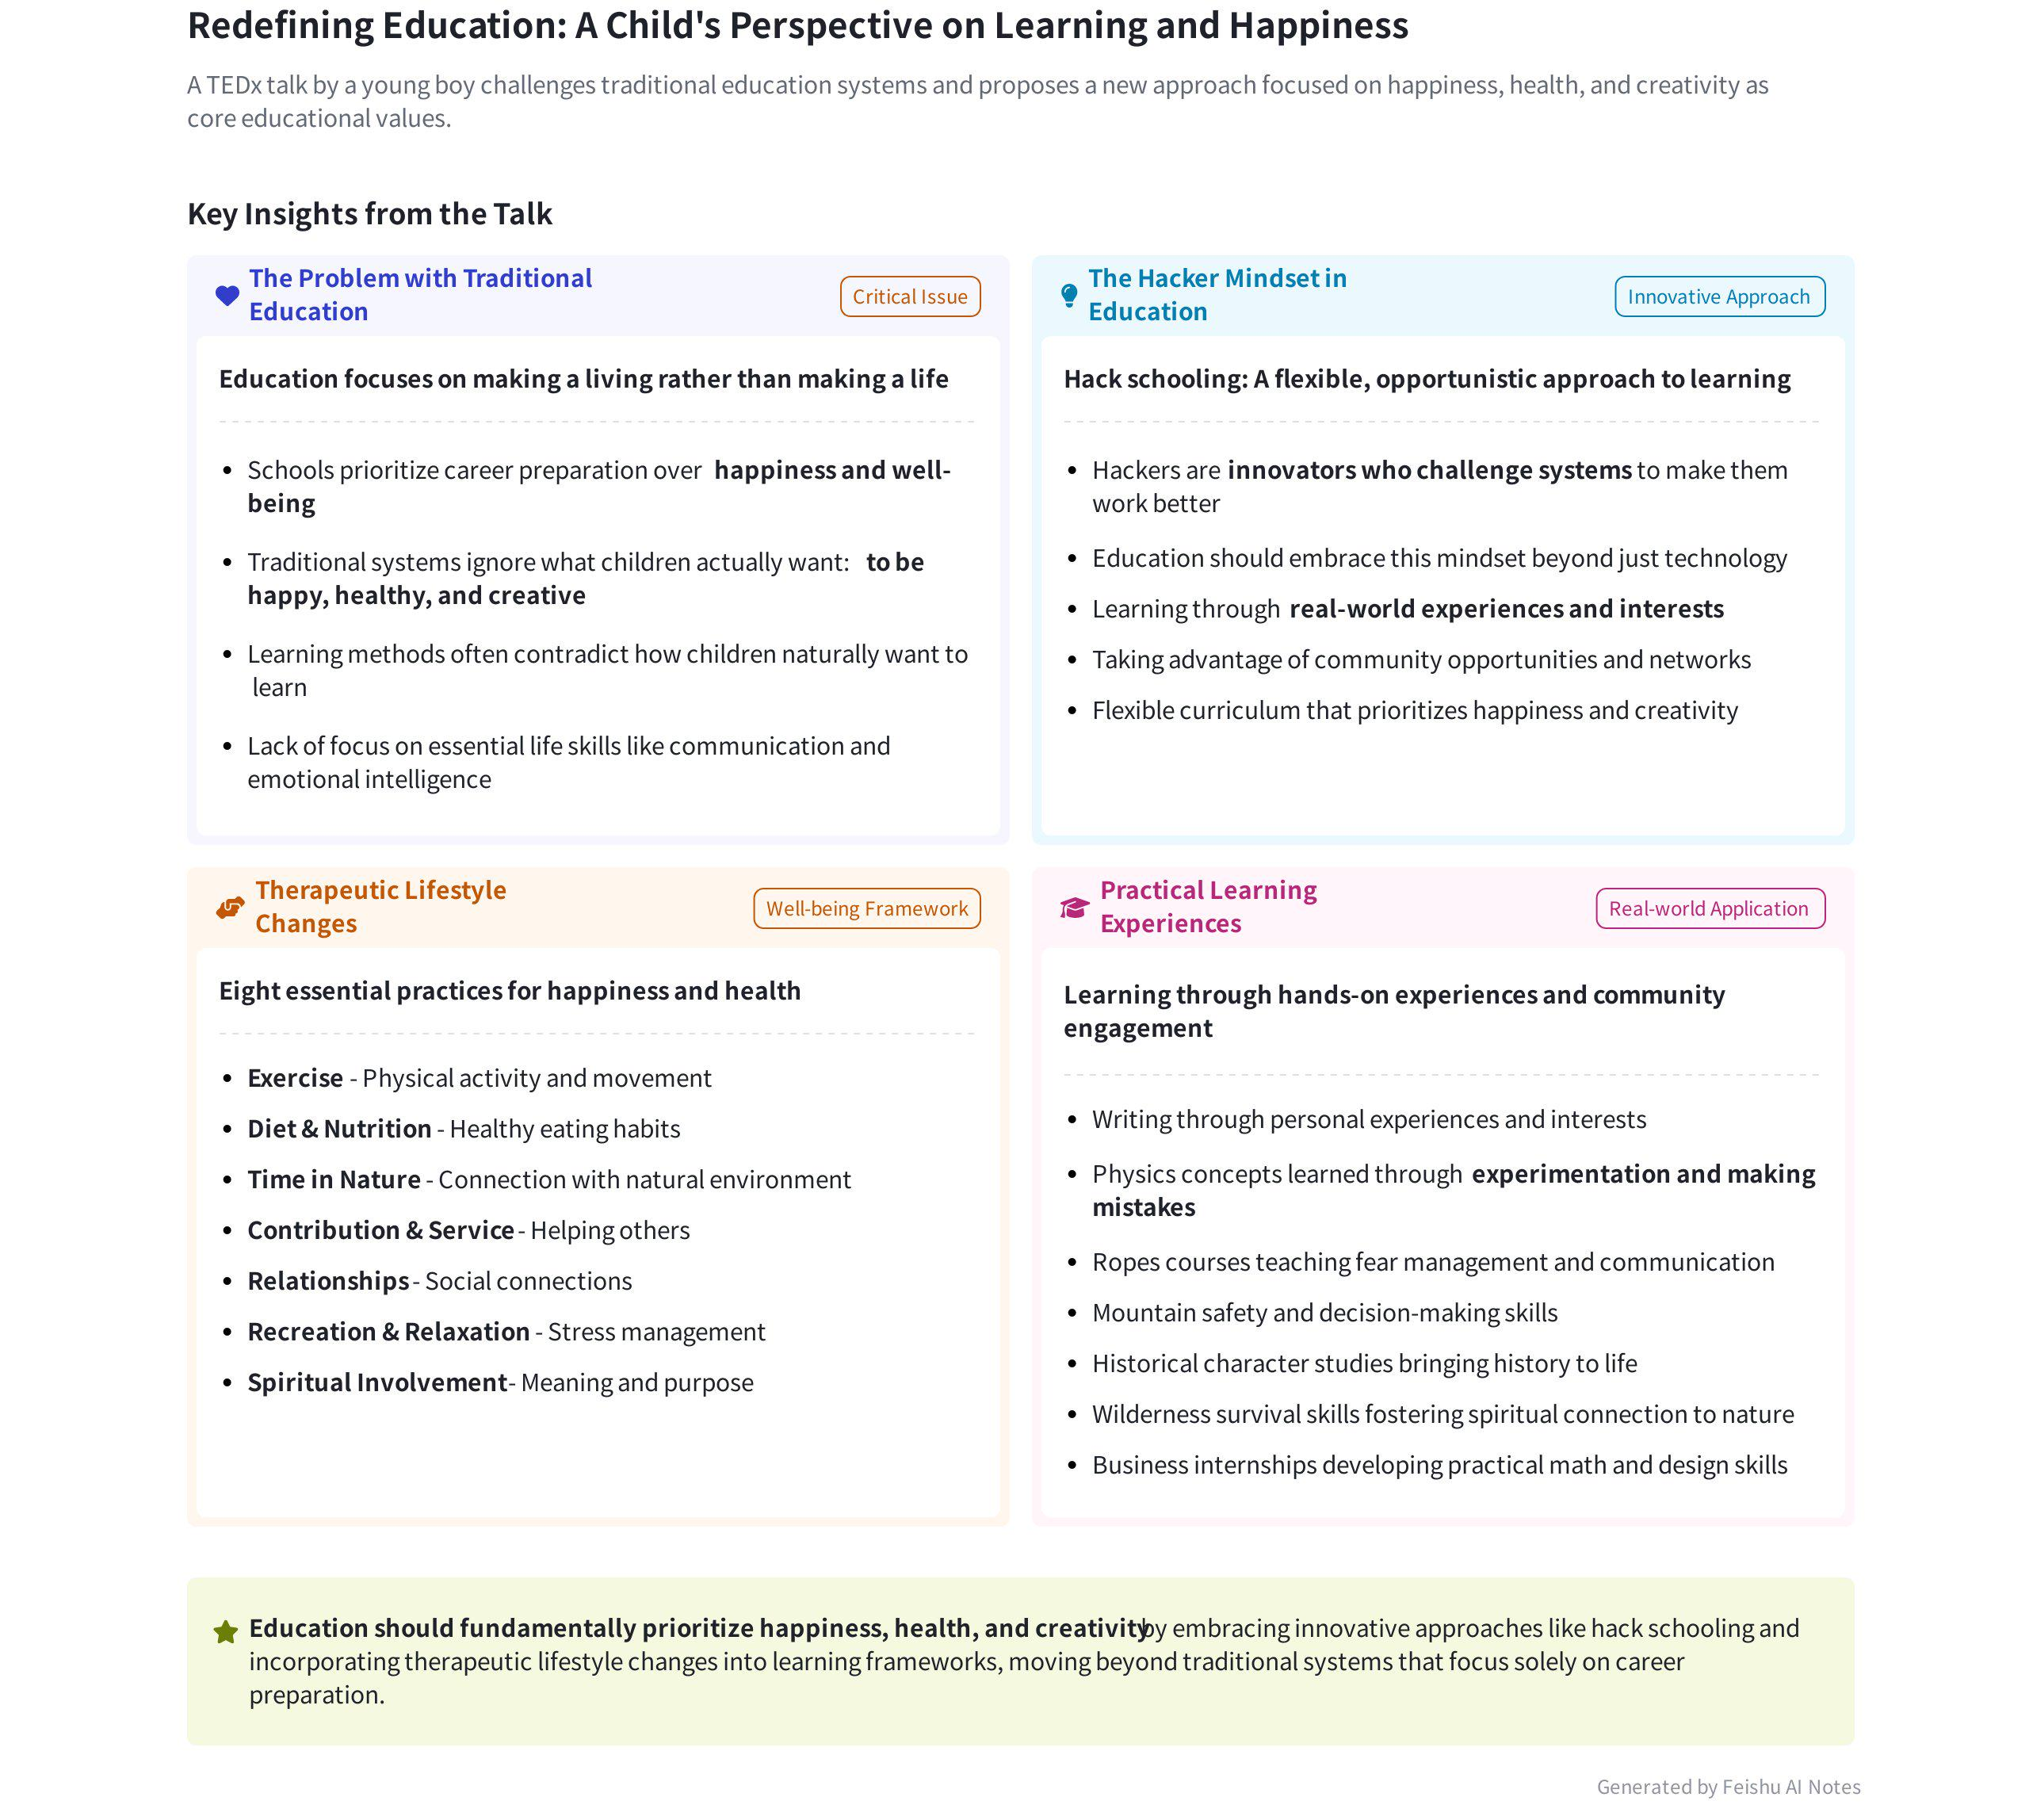 Redefining Education: A Child's Perspective on Learning and Happiness
A TEDx talk by a young boy challenges traditional education systems and proposes a new approach focused on happiness, health, and creativity as
core educational values.
Key Insights from the Talk
The Problem with Traditional
Education
Critical Issue
Education focuses on making a living rather than making a life
• Schools prioritize career preparation over happiness and well-
being
• Traditional systems ignore what children actually want: to be
happy, healthy, and creative
• Learning methods often contradict how children naturally want to
learn
• Lack of focus on essential life skills like communication and
emotional intelligence
The Hacker Mindset in
Education
Innovative Approach
Hack schooling: A flexible, opportunistic approach to learning
• Hackers are innovators who challenge systems to make them
work better
• Education should embrace this mindset beyond just technology
• Learning through real-world experiences and interests
• Taking advantage of community opportunities and networks
• Flexible curriculum that prioritizes happiness and creativity
Therapeutic Lifestyle
Changes
Well-being Framework
Eight essential practices for happiness and health
• Exercise - Physical activity and movement
• Diet & Nutrition - Healthy eating habits
• Time in Nature - Connection with natural environment
• Contribution & Service - Helping others
• Relationships - Social connections
• Recreation & Relaxation - Stress management
• Spiritual Involvement - Meaning and purpose
Practical Learning
Experiences
Real-world Application
Learning through hands-on experiences and community
engagement
• Writing through personal experiences and interests
• Physics concepts learned through experimentation and making
mistakes
• Ropes courses teaching fear management and communication
• Mountain safety and decision-making skills
• Historical character studies bringing history to life
• Wilderness survival skills fostering spiritual connection to nature
• Business internships developing practical math and design skills
Education should fundamentally prioritize happiness, health, and creativity by embracing innovative approaches like hack schooling and
incorporating therapeutic lifestyle changes into learning frameworks, moving beyond traditional systems that focus solely on career
preparation.
Generated by Feishu AI Notes